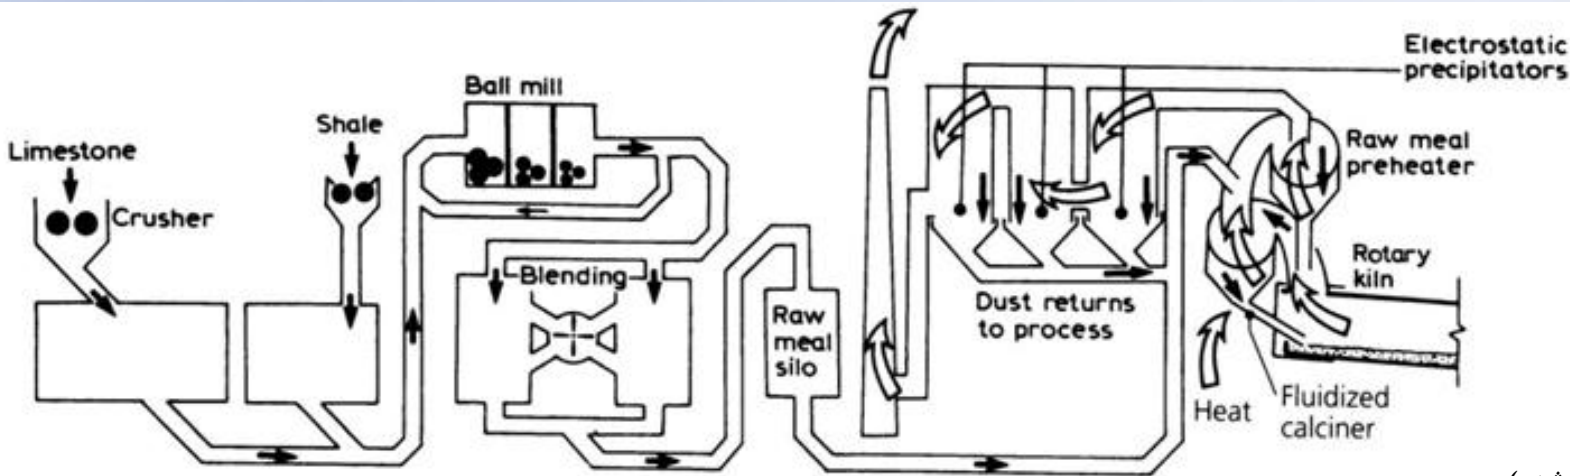 Limestone
Crusher
Shale
Ball mill
Blending
Raw
meal
silo
Electrostatic
precipitators
Raw meal
preheater
Rotary
kiln
Dust returns
to process
Heat
Fluidized
calciner